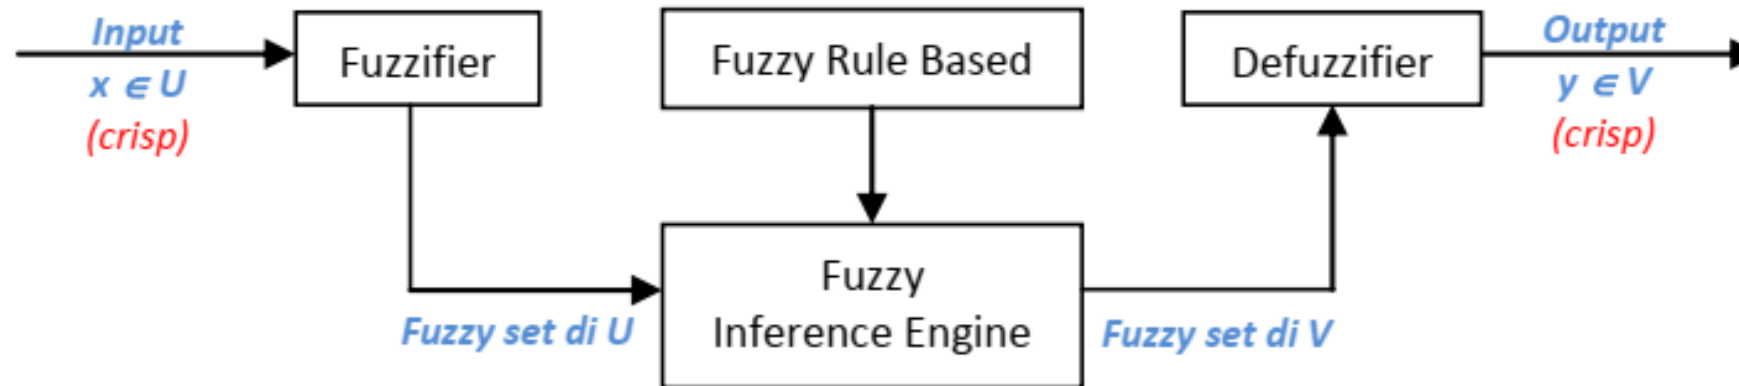 Input
x ∈ U
(crisp)
Fuzzifier
Fuzzy Rule Based
Defuzzifier
Output
y ∈ V
(crisp)
Fuzzy set di U
Fuzzy
Inference Engine
Fuzzy set di V